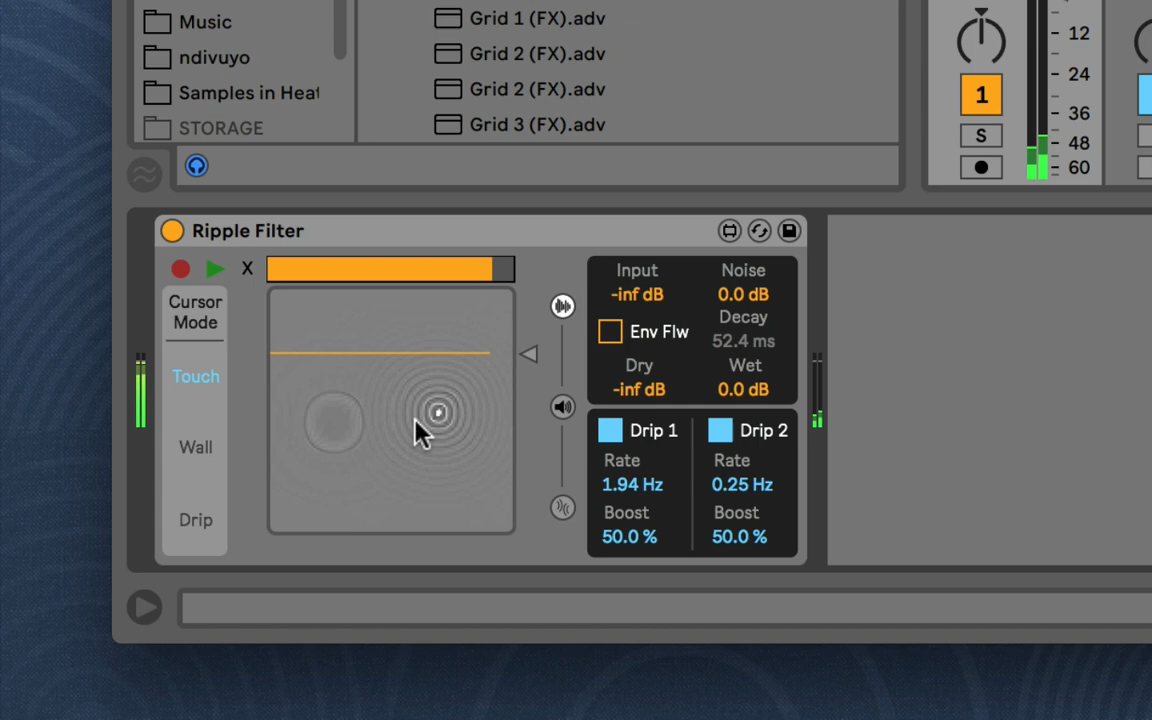 Music
ndivuyo
Samples in Heat
STORAGE
Grid 1 (FX).adv
Grid 2 (FX).adv
Grid 2 (FX).adv
Grid 3 (FX).adv
1
S
12
24
36
48
60
Ripple Filter
X
Cursor
Mode
Touch
Wall
Drip
Input
-inf dB
Noise
0.0 dB
Env Flw
Decay
52.4 ms
Dry
-inf dB
Wet
0.0 dB
Drip 1
Rate
1.94 Hz
Boost
50.0 %
Drip 2
Rate
0.25 Hz
Boost
50.0 %